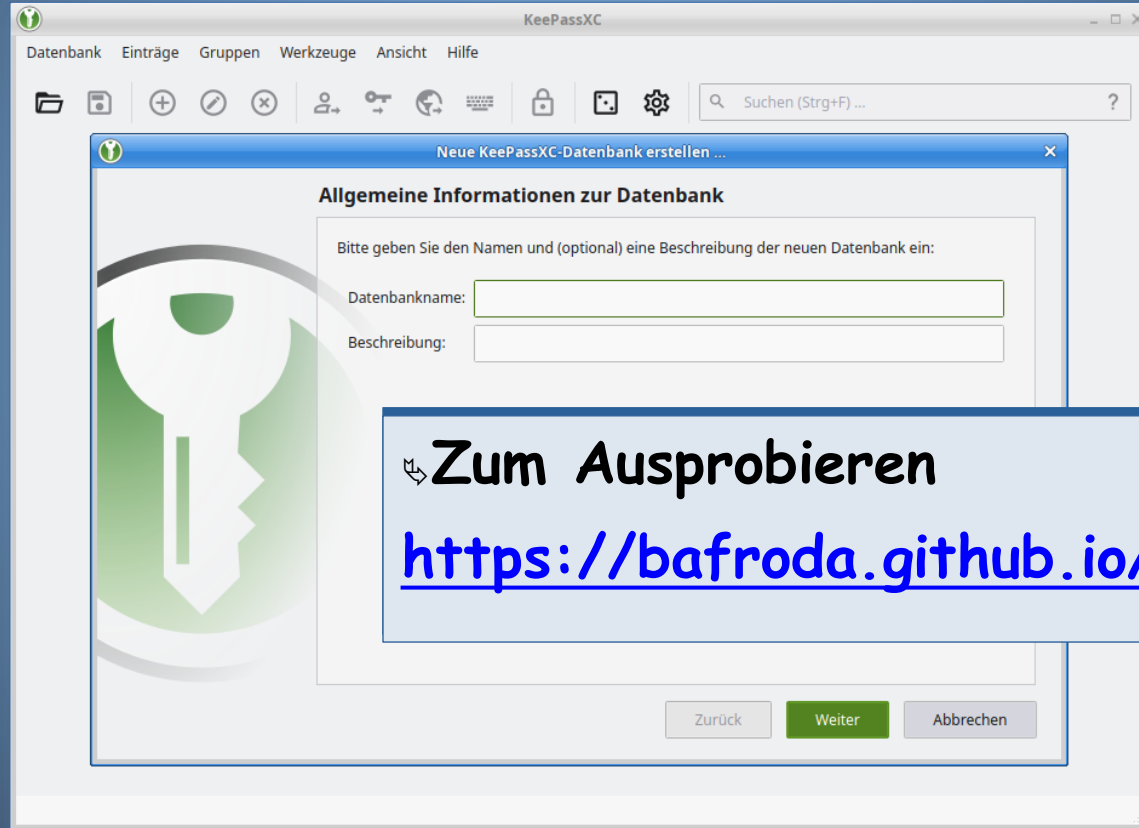 KeePassXC
Datenbank Einträge Gruppen Werkzeuge Ansicht Hilfe
Suchen (Strg+F) ... ?
Neue KeePassXC-Datenbank erstellen ...
Allgemeine Informationen zur Datenbank
Bitte geben Sie den Namen und (optional) eine Beschreibung der neuen Datenbank ein:
Datenbankname:
Beschreibung:
Zum Ausprobieren
https://bafroda.github.io/
Zurück Weiter Abbrechen